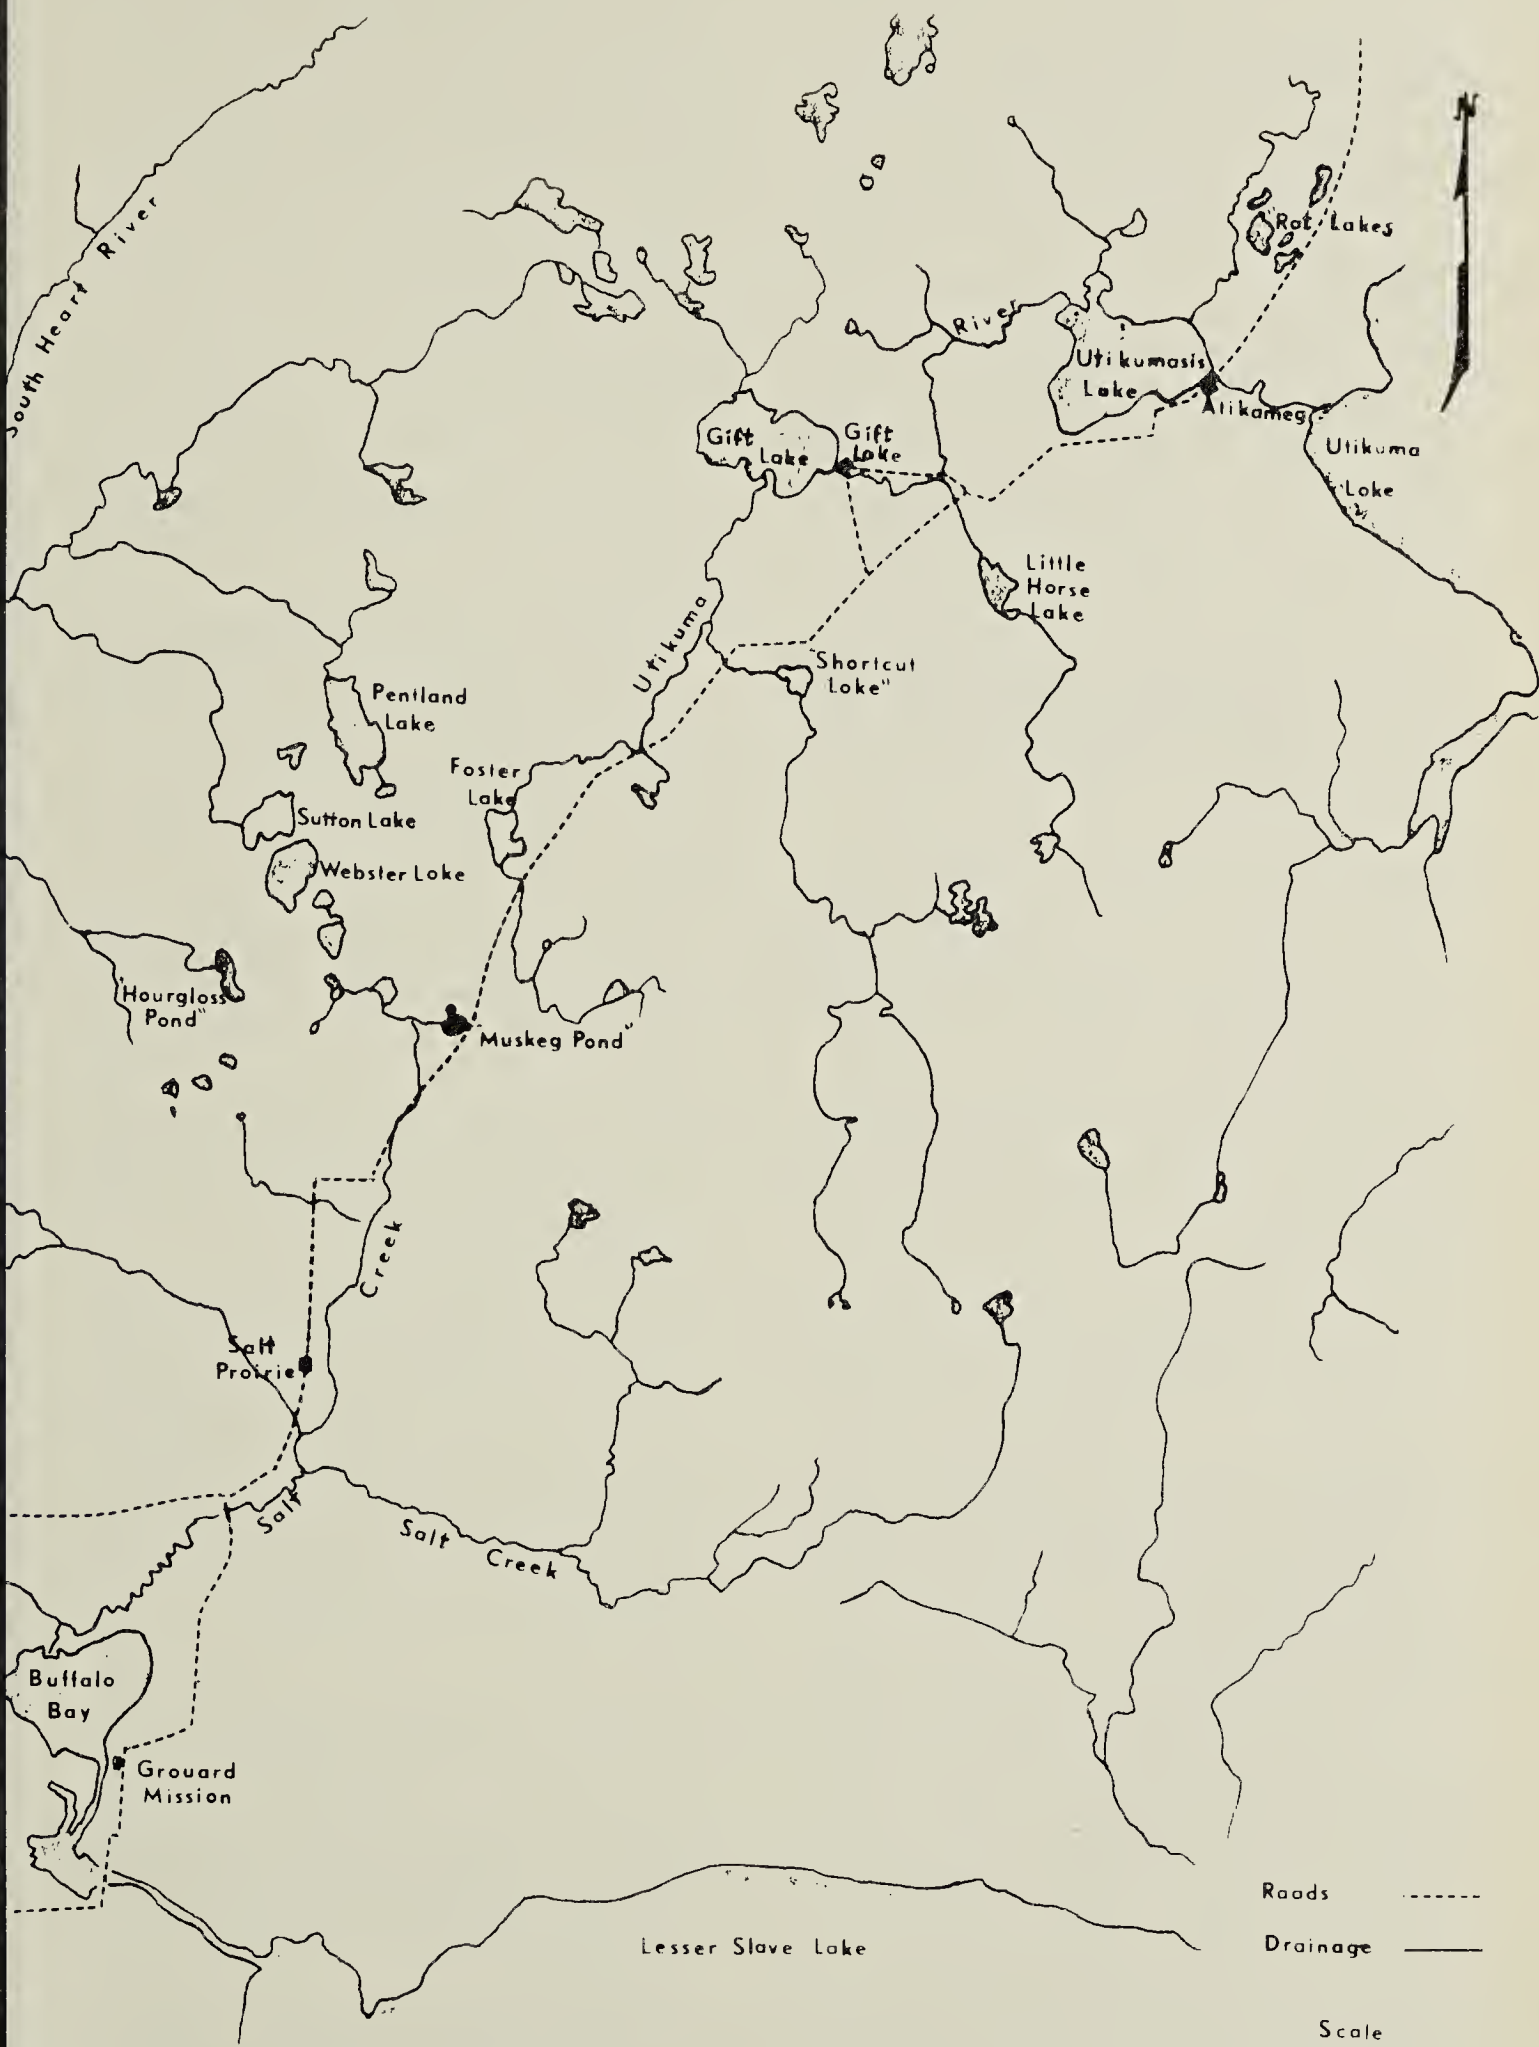 N
South Heart River
Rat Lakes
River
Utikumasis
Lake
Atikameg
Utikuma
Lake
Gift
Lake
Gift
Lake
Little
Horse
Lake
Utikuma
"Shortcut
Lake"
Pentland
Lake
Foster
Lake
Sutton Lake
Webster Lake
"Hourglass
Pond"
"Muskeg Pond"
Creek
Salt
Prairie
Salt
Salt Creek
Buffalo
Bay
Grouard
Mission
Lesser Slave Lake
Roads
Drainage
Scale